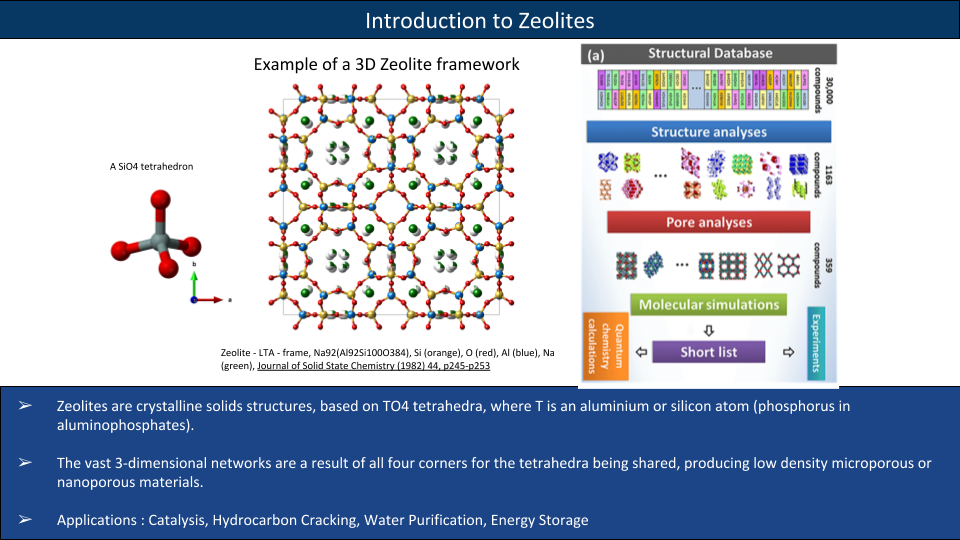 Introduction to Zeolites
Example of a 3D Zeolite framework
A SiO4 tetrahedron
b
a
Zeolite - LTA - frame, Na92(Al92Si100O384), Si (orange), O (red), Al (blue), Na
(green), Journal of Solid State Chemistry (1982) 44, p245-p253
(a)
Structural Database
30,000
compounds
...
Structure analyses
1163
compounds
...
Pore analyses
359
compounds
...
Molecular simulations
Quantum
chemistry
calculations
Short list
Experiments
➢ Zeolites are crystalline solids structures, based on TO4 tetrahedra, where T is an aluminium or silicon atom (phosphorus in
aluminophosphates).
➢ The vast 3-dimensional networks are a result of all four corners for the tetrahedra being shared, producing low density microporous or
nanoporous materials.
➢ Applications : Catalysis, Hydrocarbon Cracking, Water Purification, Energy Storage